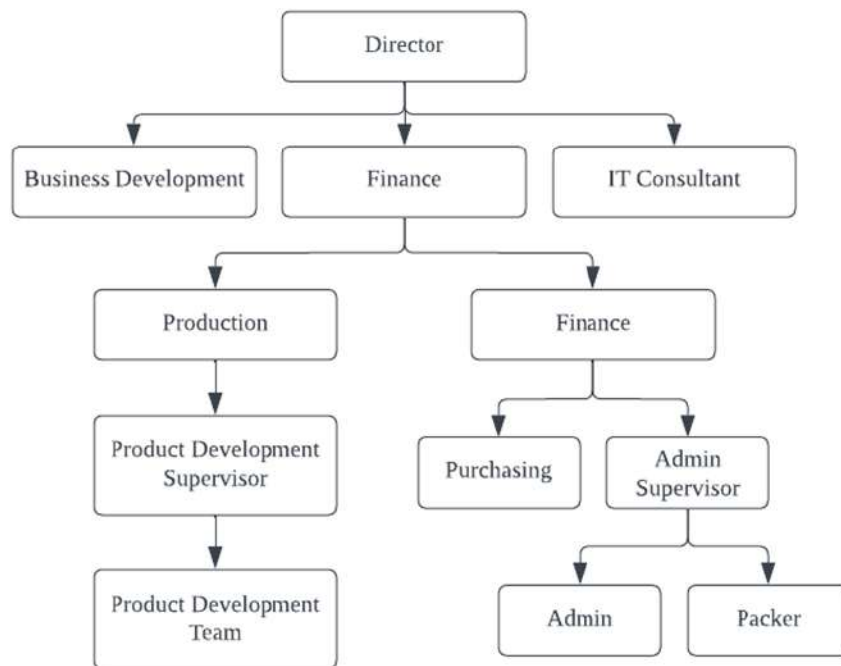 Director
Business Development
Finance
IT Consultant
Production
Finance
Product Development
Supervisor
Purchasing
Admin
Supervisor
Product Development
Team
Admin
Packer